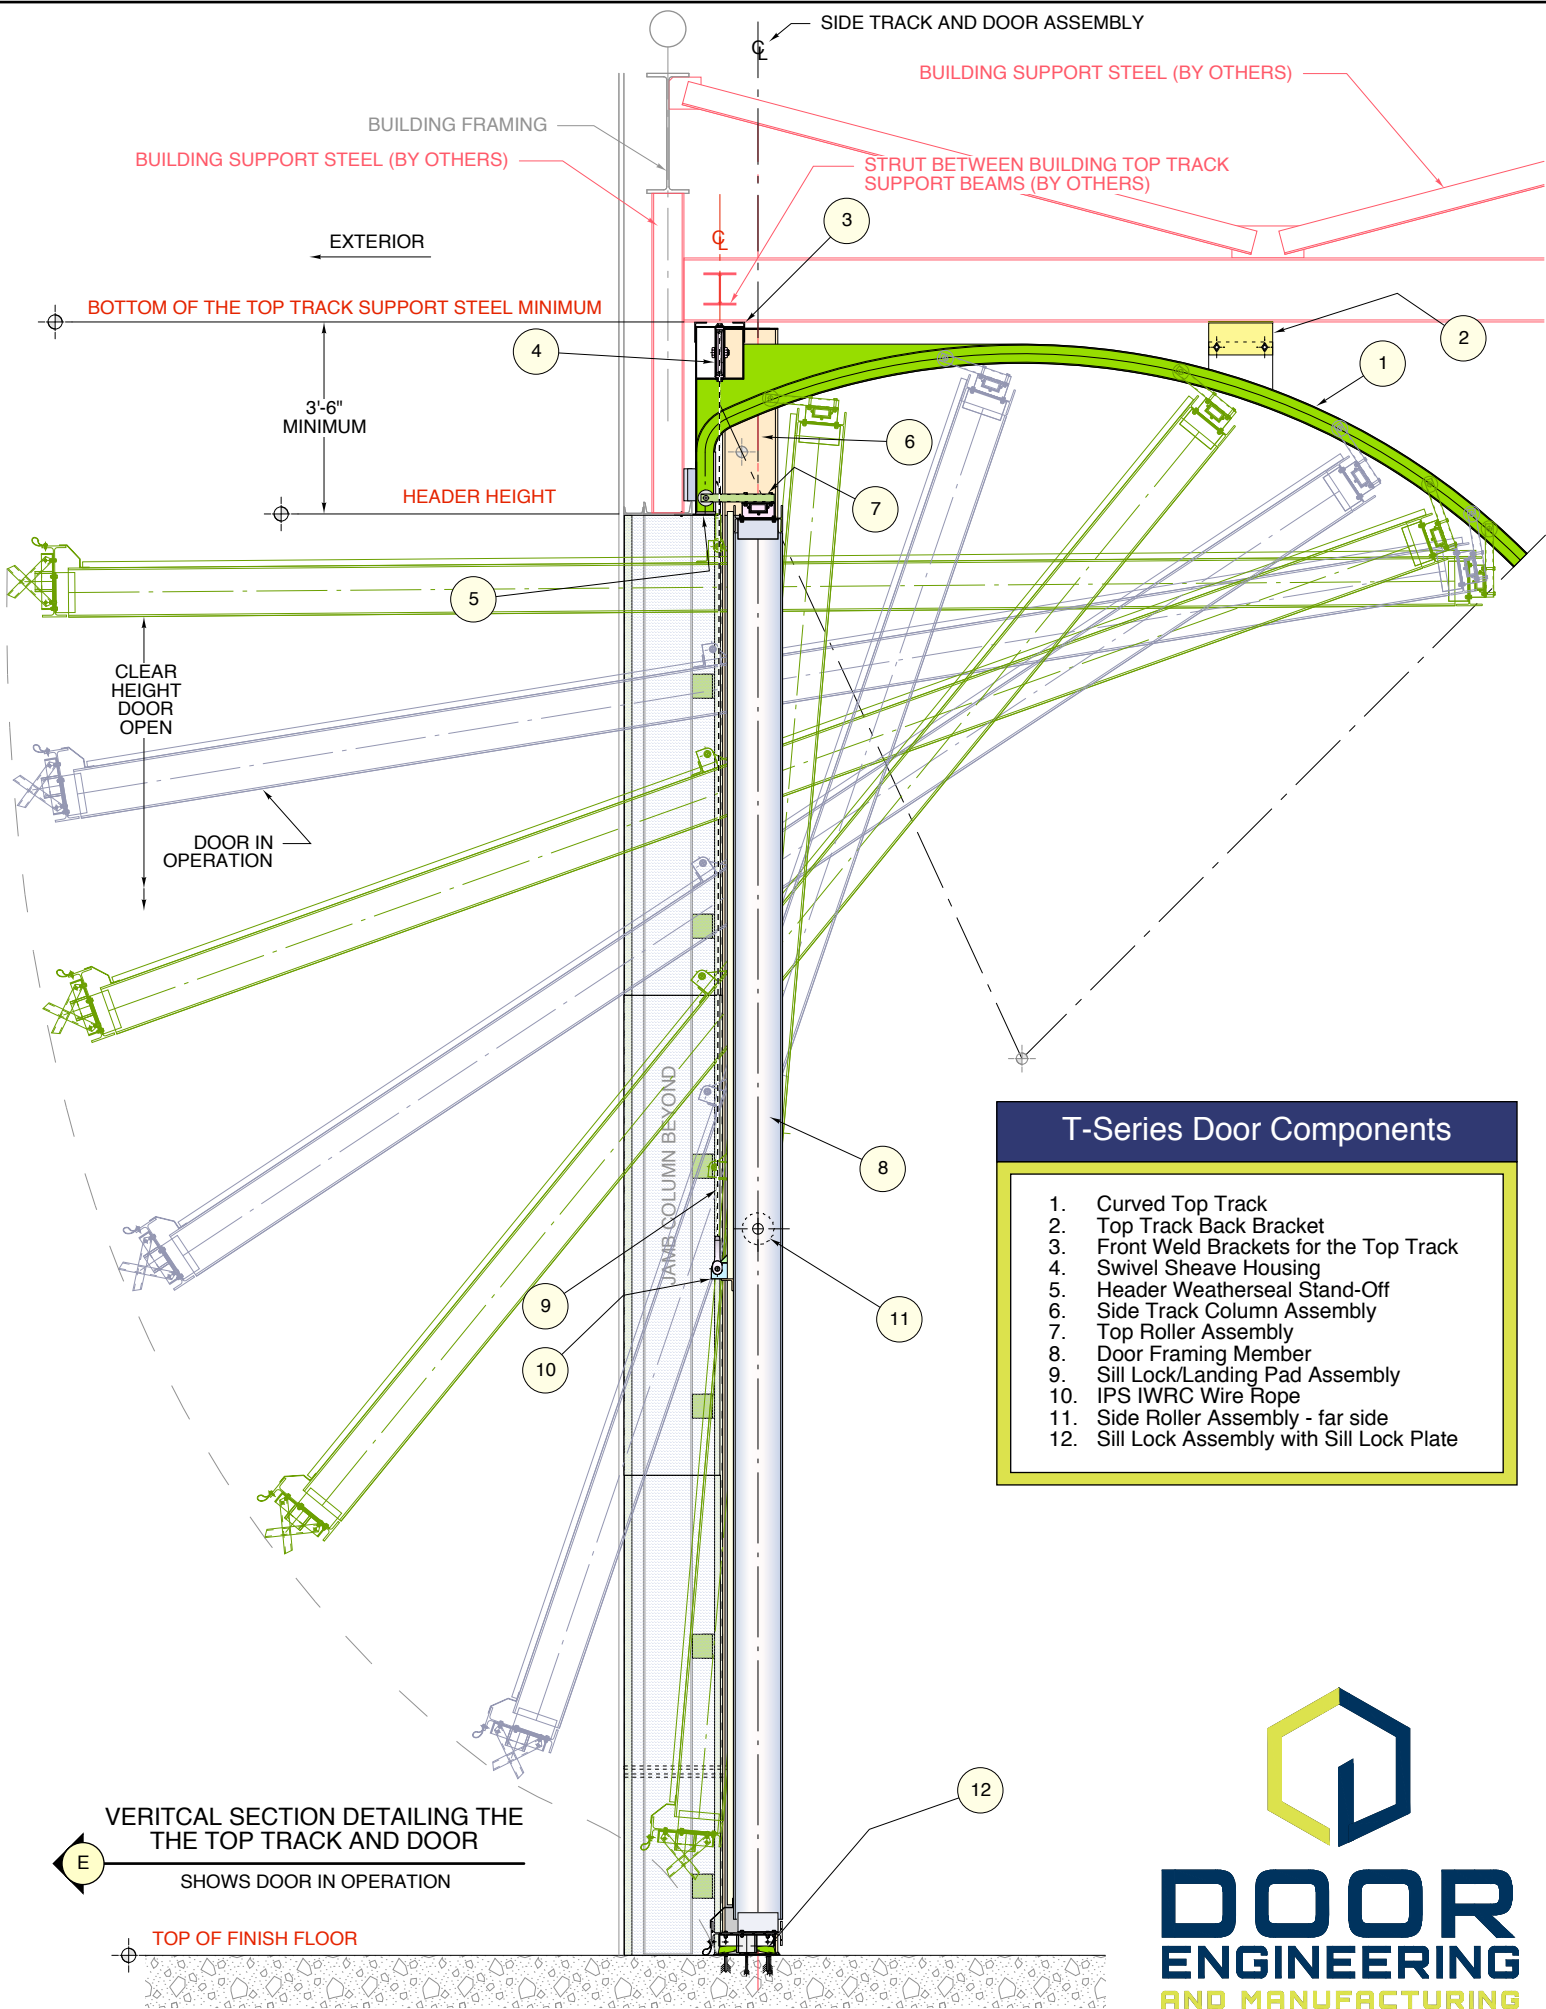 SIDE TRACK AND DOOR ASSEMBLY
BUILDING SUPPORT STEEL (BY OTHERS)
BUILDING FRAMING
BUILDING SUPPORT STEEL (BY OTHERS)
STRUT BETWEEN BUILDING TOP TRACK
SUPPORT BEAMS (BY OTHERS)
3
EXTERIOR
BOTTOM OF THE TOP TRACK SUPPORT STEEL MINIMUM
4
2
1
3'-6"
MINIMUM
6
HEADER HEIGHT
7
5
CLEAR
HEIGHT
DOOR
OPEN
DOOR IN
OPERATION
JAMB COLUMN BEYOND
8
9
11
10
T-Series Door Components
1. Curved Top Track
2. Top Track Back Bracket
3. Front Weld Brackets for the Top Track
4. Swivel Sheave Housing
5. Header Weatherseal Stand-Off
6. Side Track Column Assembly
7. Top Roller Assembly
8. Door Framing Member
9. Sill Lock/Landing Pad Assembly
10. IPS IWRC Wire Rope
11. Side Roller Assembly - far side
12. Sill Lock Assembly with Sill Lock Plate
12
VERITCAL SECTION DETAILING THE
THE TOP TRACK AND DOOR
E
SHOWS DOOR IN OPERATION
TOP OF FINISH FLOOR
DOOR
ENGINEERING
AND MANUFACTURING